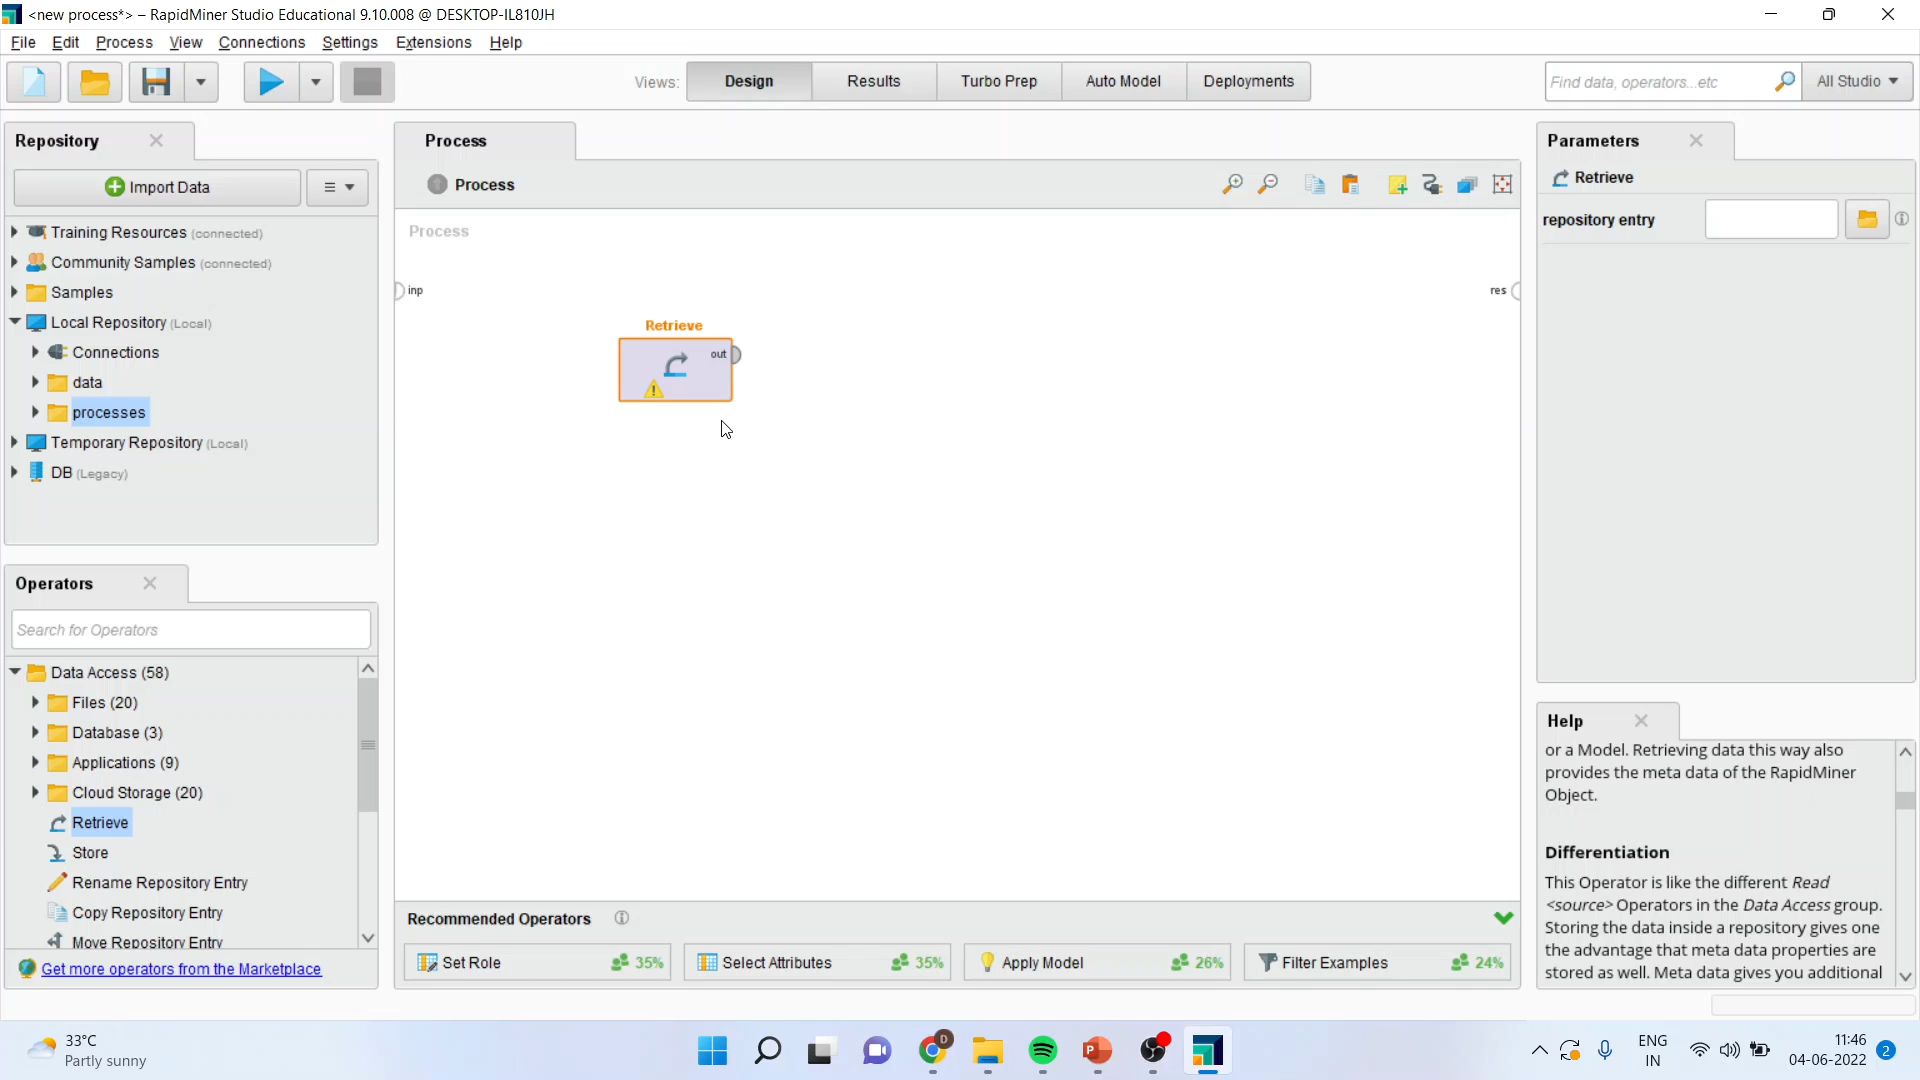 <new process*> – RapidMiner Studio Educational 9.10.008 @ DESKTOP-IL810JH
File Edit Process View Connections Settings Extensions Help
Views: Design Results Turbo Prep Auto Model Deployments
Find data, operators...etc
All Studio
Repository
Import Data
Training Resources (connected)
Community Samples (connected)
Samples
Local Repository (Local)
Connections
data
processes
Temporary Repository (Local)
DB (Legacy)
Operators
Search for Operators
Data Access (58)
Files (20)
Database (3)
Applications (9)
Cloud Storage (20)
Retrieve
Store
Rename Repository Entry
Copy Repository Entry
Move Repository Entry
Get more operators from the Marketplace
Process
Process
Process
inp
res
Retrieve
out
Recommended Operators
Set Role 35%
Select Attributes 35%
Apply Model 26%
Filter Examples 24%
Parameters
Retrieve
repository entry
Help
or a Model. Retrieving data this way also
provides the meta data of the RapidMiner
Object.
Differentiation
This Operator is like the different Read
<source> Operators in the Data Access group.
Storing the data inside a repository gives one
the advantage that meta data properties are
stored as well. Meta data gives you additional
33°C
Partly sunny
D
P
ENG
IN
11:46
04-06-2022
2